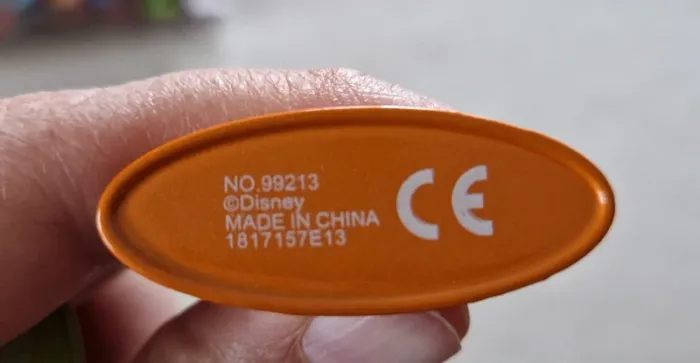 NO.99213
©Disney
MADE IN CHINA
1817157E13
CE